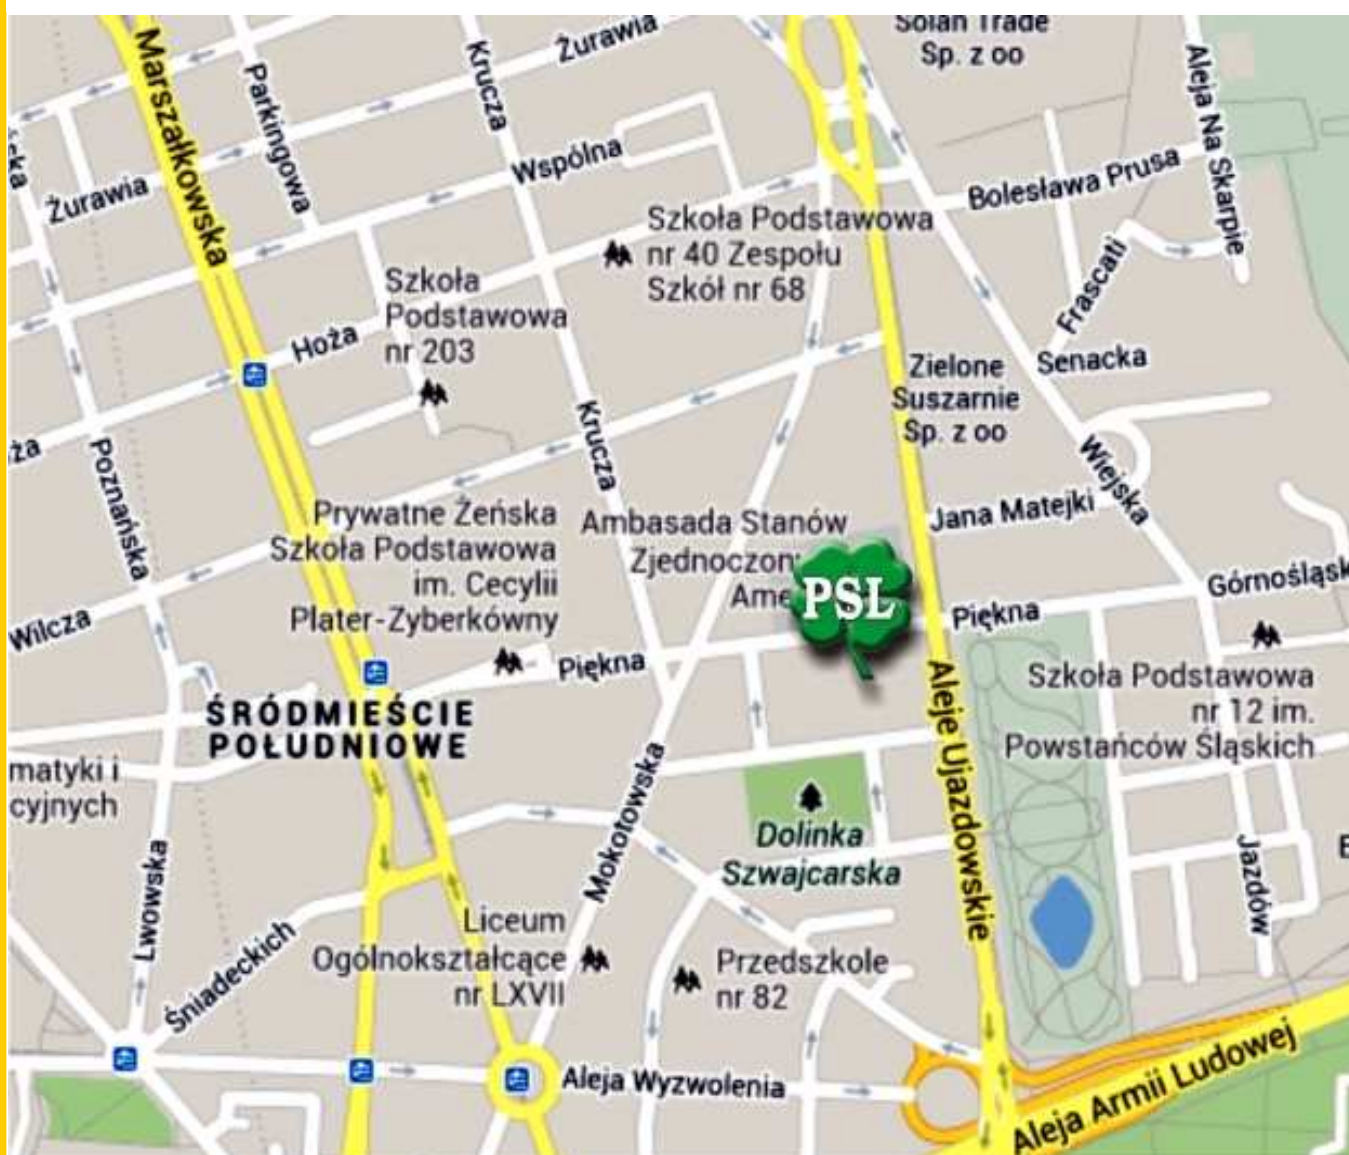 Solan Trade
Sp. z oo
Marszałkowska
Parkingowa
Krucza
Żurawia
Aleja Na Skarpie
Wspólna
Żurawia
Bolesława Prusa
Szkoła Podstawowa
nr 40 Zespołu
Szkół nr 68
Szkoła
Podstawowa
nr 203
Hoża
Frascati
Senacka
Zielone
Suszarnie
Sp. z oo
Krucza
Poznańska
Wiejska
Jana Matejki
Prywatne Żeńska
Szkoła Podstawowa
im. Cecylii
Plater-Zyberkówny
Ambasada Stanów
Zjednoczony
Ame
PSL
Górnośląsk
Wilcza
Piękna
Piękna
Szkoła Podstawowa
nr 12 im.
Powstańców Śląskich
ŚRÓDMIEŚCIE
POŁUDNIOWE
Aleje Ujazdowskie
matyki i
cyjnych
Mokotowska
Dolinka
Szwajcarska
Jazdów
Lwowska
Śniadeckich
Liceum
Ogólnokształcące
nr LXVII
Przedszkole
nr 82
Aleja Wyzwolenia
Aleja Armii Ludowej